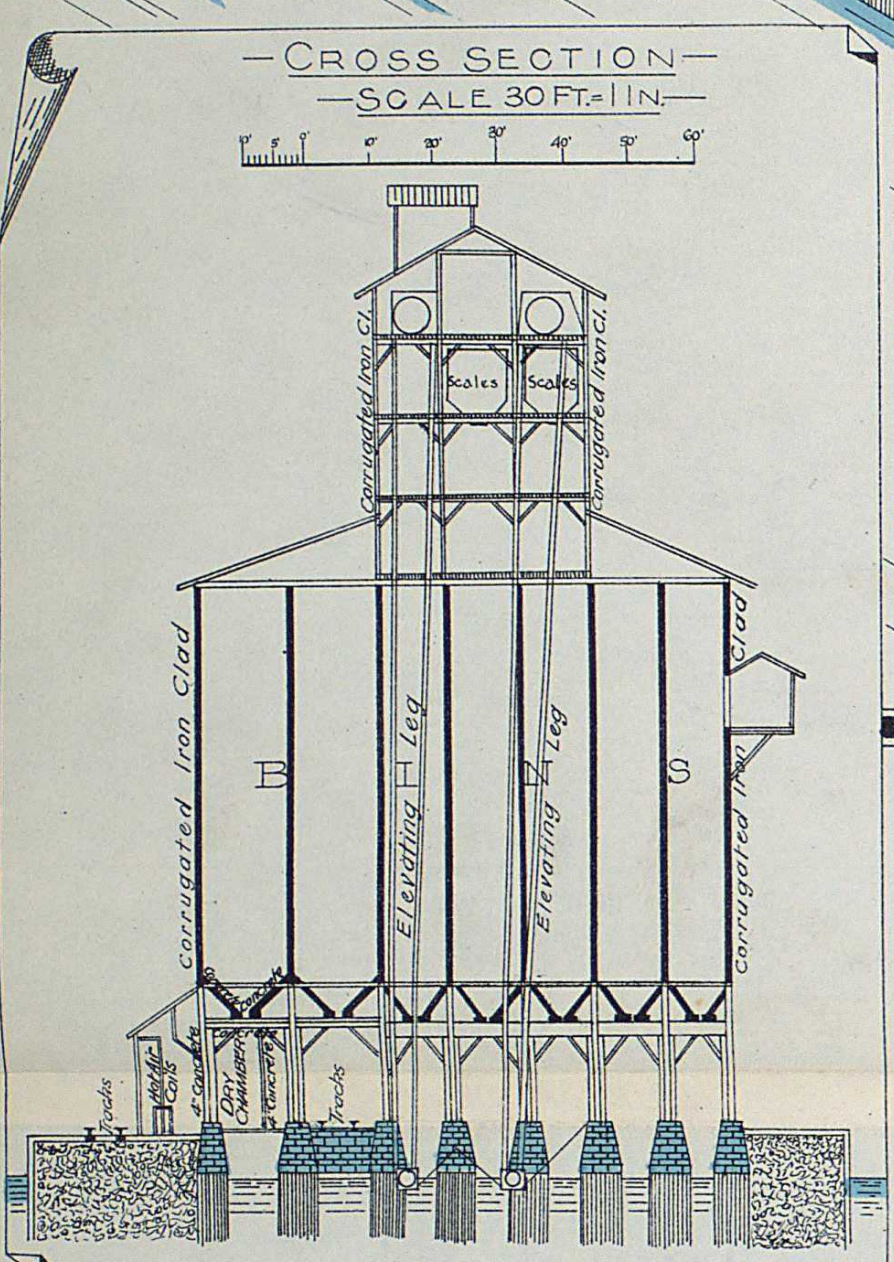 —CROSS SECTION—
—SCALE 30 FT.=1 IN.—
10' 5' 0' 10' 20' 30' 40' 50' 60'
Corrugated Iron Cl.
Corrugated Iron Cl.
Scales
Scales
Corrugated Iron Clad
Corrugated Iron Clad
BINS
Elevating Leg
Elevating Leg
Concrete
Concrete
4" Concrete
4" Concrete
Hot Air
Coils
DRY
CHAMBER
Tracks
Tracks